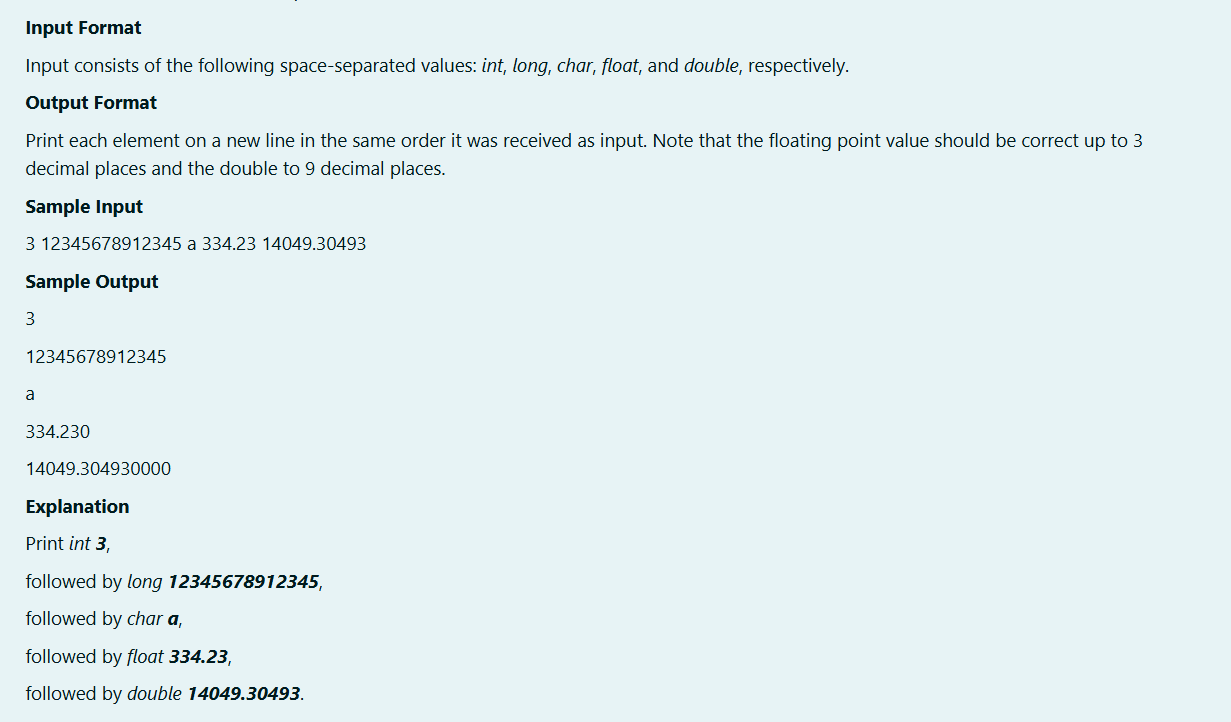 Input Format
Input consists of the following space-separated values: int, long, char, float, and double, respectively.
Output Format
Print each element on a new line in the same order it was received as input. Note that the floating point value should be correct up to 3
decimal places and the double to 9 decimal places.
Sample Input
3 12345678912345 a 334.23 14049.30493
Sample Output
3
12345678912345
a
334.230
14049.304930000
Explanation
Print int 3,
followed by long 12345678912345,
followed by char a,
followed by float 334.23,
followed by double 14049.30493.